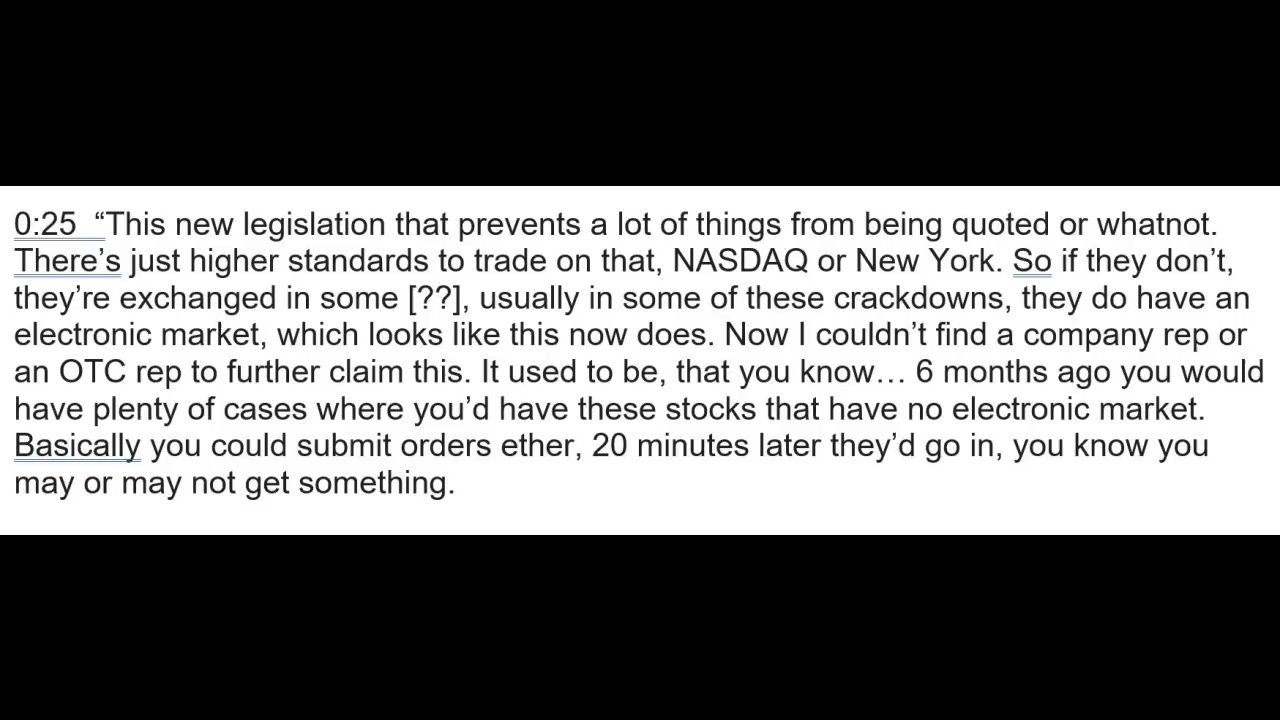 0:25  “This new legislation that prevents a lot of things from being quoted or whatnot.
There’s just higher standards to trade on that, NASDAQ or New York. So if they don’t,
they’re exchanged in some [??], usually in some of these crackdowns, they do have an
electronic market, which looks like this now does. Now I couldn’t find a company rep or
an OTC rep to further claim this. It used to be, that you know… 6 months ago you would
have plenty of cases where you’d have these stocks that have no electronic market.
Basically you could submit orders ether, 20 minutes later they’d go in, you know you
may or may not get something.